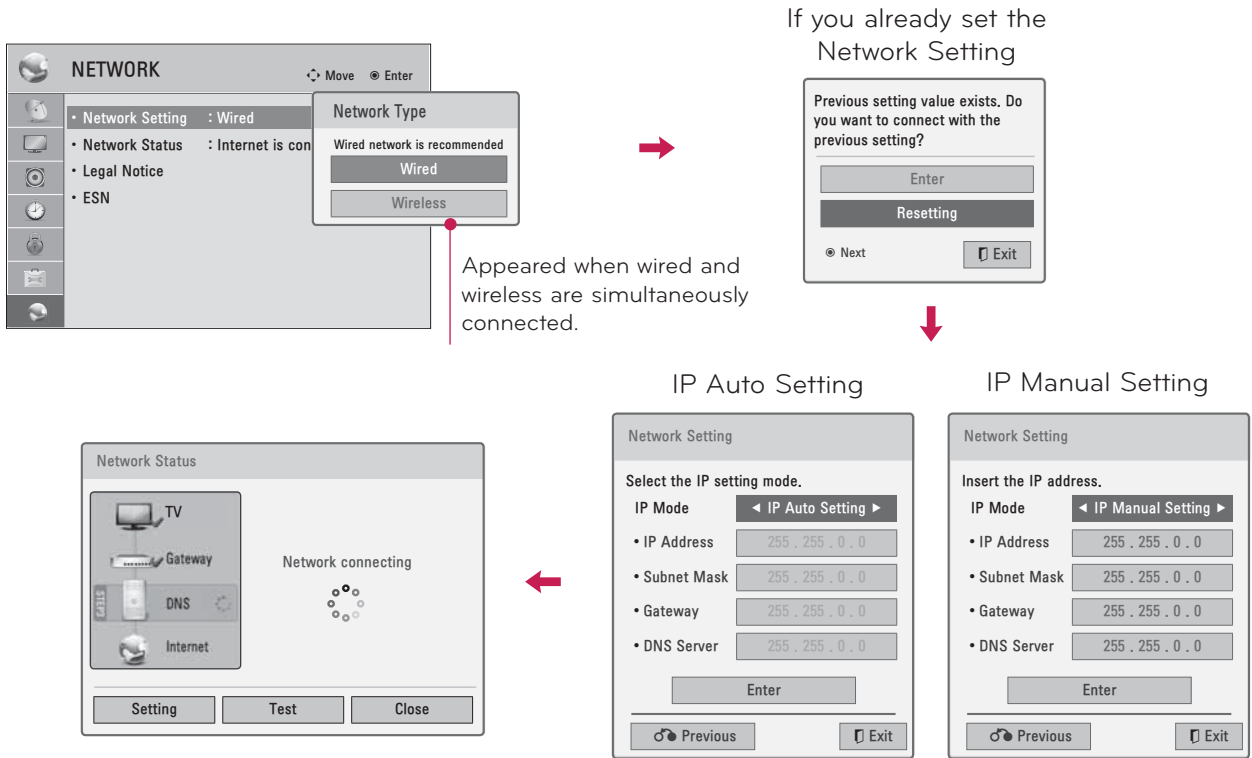 If you already set the
Network Setting
NETWORK
Move
Enter
• Network Setting : Wired
• Network Status : Internet is con
• Legal Notice
• ESN
Network Type
Wired network is recommended
Wired
Wireless
Appeared when wired and
wireless are simultaneously
connected.
Previous setting value exists. Do
you want to connect with the
previous setting?
Enter
Resetting
Next
Exit
IP Auto Setting
Network Setting
Select the IP setting mode.
IP Mode ◄ IP Auto Setting ►
• IP Address 255 . 255 . 0 . 0
• Subnet Mask 255 . 255 . 0 . 0
• Gateway 255 . 255 . 0 . 0
• DNS Server 255 . 255 . 0 . 0
Enter
Previous
Exit
IP Manual Setting
Network Setting
Insert the IP address.
IP Mode ◄ IP Manual Setting ►
• IP Address 255 . 255 . 0 . 0
• Subnet Mask 255 . 255 . 0 . 0
• Gateway 255 . 255 . 0 . 0
• DNS Server 255 . 255 . 0 . 0
Enter
Previous
Exit
Network Status
TV
Gateway
DNS
Internet
Network connecting
Setting
Test
Close